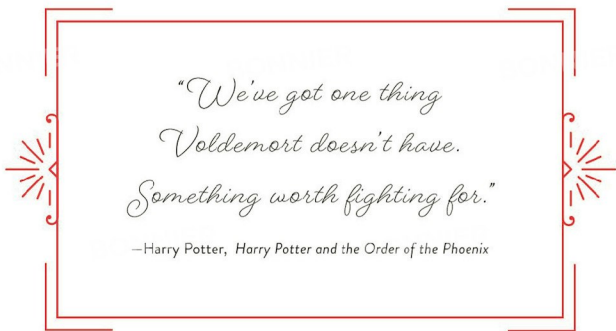 “We’ve got one thing
Voldemort doesn’t have.
Something worth fighting for.”
—Harry Potter, Harry Potter and the Order of the Phoenix